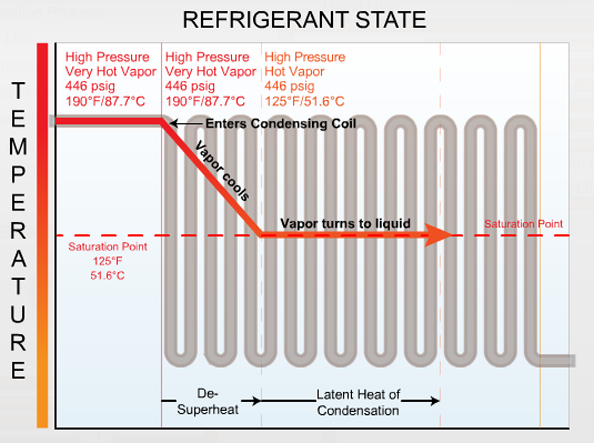 REFRIGERANT STATE
TEMPERATURE
High Pressure
Very Hot Vapor
446 psig
190°F/87.7°C
High Pressure
Very Hot Vapor
446 psig
190°F/87.7°C
High Pressure
Hot Vapor
446 psig
125°F/51.6°C
Enters Condensing Coil
Vapor cools
Vapor turns to liquid
Saturation Point
Saturation Point
125°F
51.6°C
De-
Superheat
Latent Heat of
Condensation